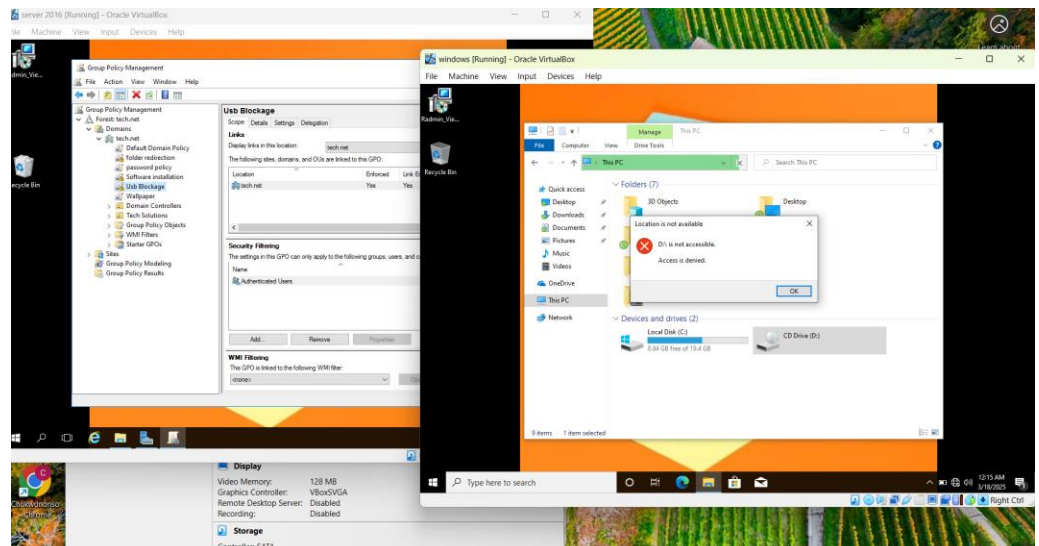 server 2016 [Running] - Oracle VirtualBox
Machine View Input Devices Help
Learn about
Recycle Bin
Group Policy Management
File Action View Window Help
Group Policy Management
Forest: tech.net
Domains
tech.net
Default Domain Policy
folder redirection
password policy
Software installation
Usb Blockage
Wallpaper
Domain Controllers
Tech Solutions
Group Policy Objects
WMI Filters
Starter GPOs
Sites
Group Policy Modeling
Group Policy Results
Usb Blockage
Scope Details Settings Delegation
Links
Display links in this location: tech.net
The following sites, domains, and OUs are linked to this GPO:
Location Enforced Link
tech.net Yes Yes
Security Filtering
The settings in this GPO can only apply to the following groups, users, and
Name
Authenticated Users
Add... Remove Properties
WMI Filtering
This GPO is linked to the following WMI filter:
<none>
windows [Running] - Oracle VirtualBox
File Machine View Input Devices Help
Radmin_Vie...
Recycle Bin
Manage This PC
File Computer View Drive Tools
This PC
Search This PC
Quick access
Desktop
Downloads
Documents
Pictures
Music
Videos
OneDrive
This PC
Network
Folders (7)
3D Objects
Desktop
Location is not available
D:\ is not accessible.
Access is denied.
OK
Devices and drives (2)
Local Disk (C:)
8.84 GB free of 19.4 GB
CD Drive (D:)
9 items 1 item selected
Type here to search
12:15 AM
3/18/2025
Right Ctrl
Display
Video Memory: 128 MB
Graphics Controller: VBoxSVGA
Remote Desktop Server: Disabled
Recording: Disabled
Storage
Chrome